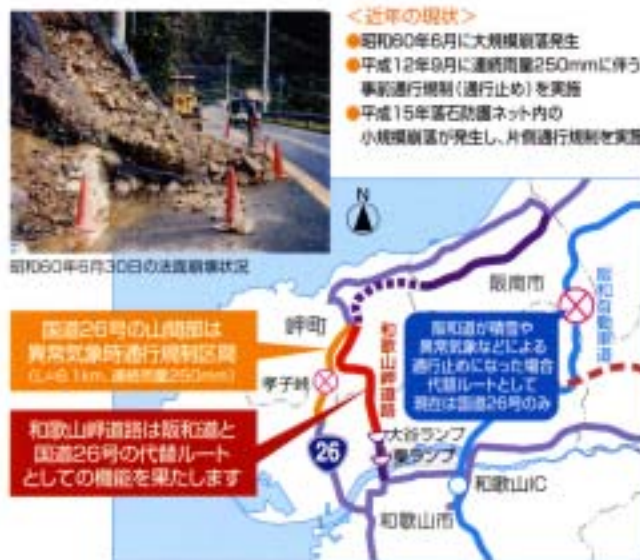 ＜近年の現状＞
●昭和60年6月に大規模崩落発生
●平成12年9月に連続雨量250mmに伴う
事前通行規制（通行止め）を実施
●平成15年落石防護ネット内の
小規模崩落が発生し、片側通行規制を実施
昭和60年6月30日の法面崩壊状況
N
阪南市
阪和自動車道
岬町
国道26号の山間部は
異常気象時通行規制区間
（L=6.1km、連続雨量250mm）
孝子峠
和歌山岬道路
阪和道が積雪や
異常気象などによる
通行止めになった場合
代替ルートとして
現在は国道26号のみ
和歌山岬道路は阪和道と
国道26号の代替ルート
としての機能を果たします
26
大谷ランプ
ランプ
和歌山IC
和歌山市